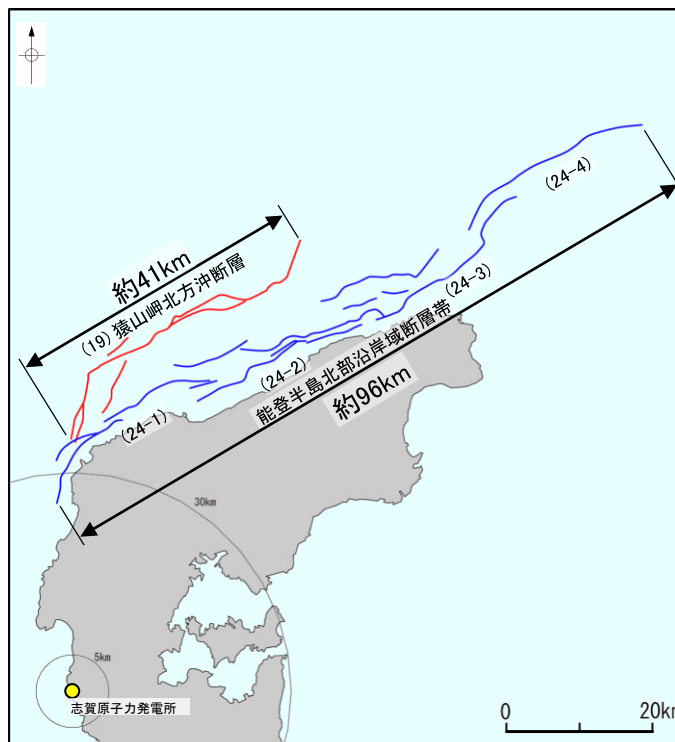 (24-4)
約41km
(19) 猿山岬北方沖断層
(24-3)
(24-2)
能登半島北部沿岸域断層帯
約96km
(24-1)
30km
5km
志賀原子力発電所
0 20km